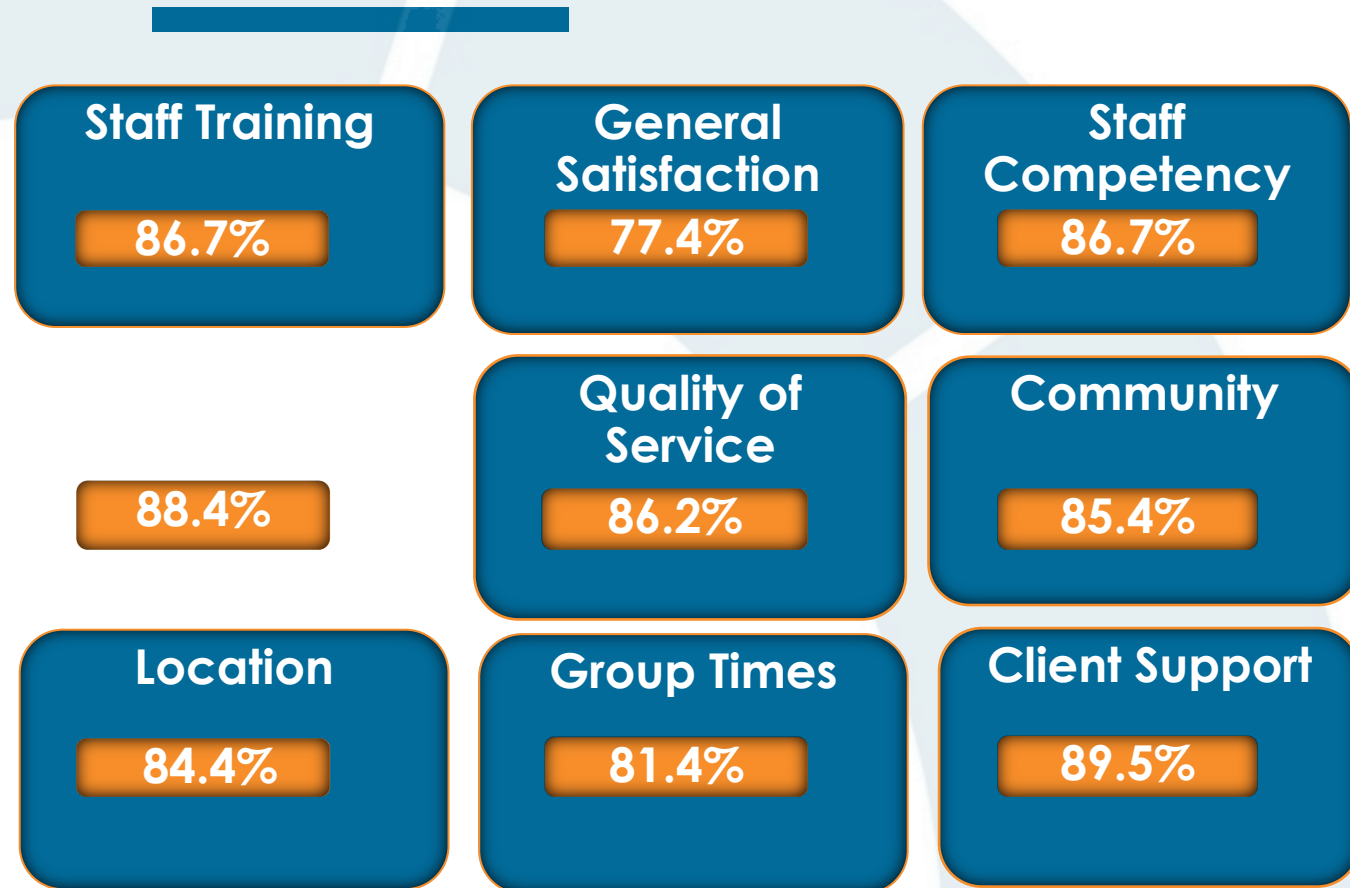 Staff Training
86.7%
General
Satisfaction
77.4%
Staff
Competency
86.7%
88.4%
Quality of
Service
86.2%
Community
85.4%
Location
84.4%
Group Times
81.4%
Client Support
89.5%